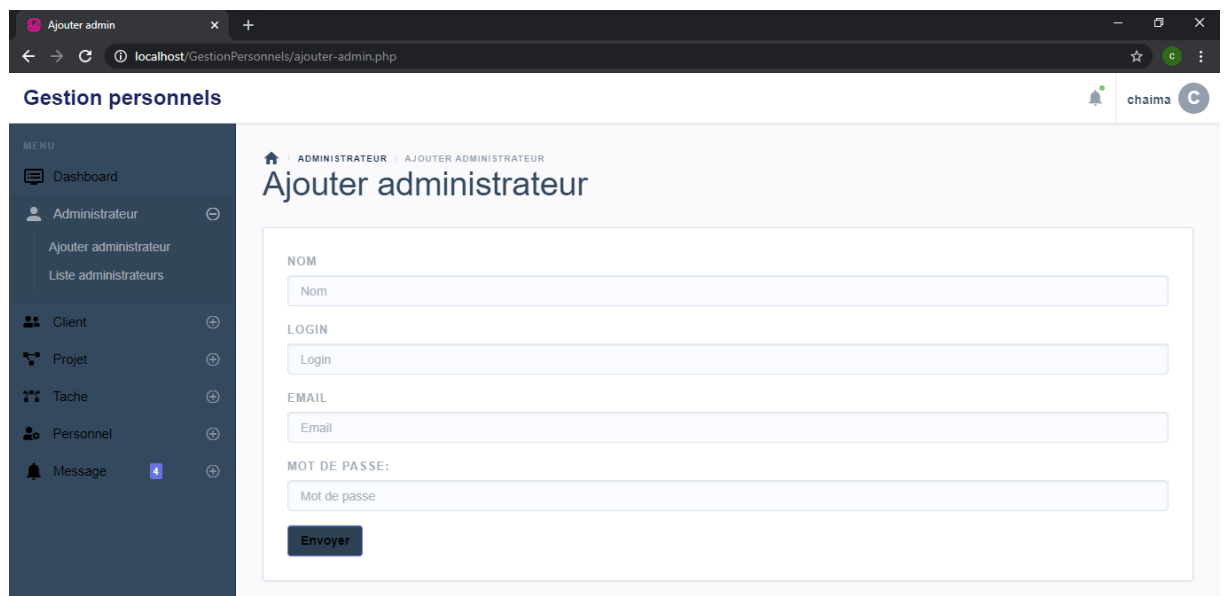 Ajouter admin
localhost/GestionPersonnels/ajouter-admin.php
c
Gestion personnels
chaima C
MENU
Dashboard
Administrateur
Ajouter administrateur
Liste administrateurs
Client
Projet
Tache
Personnel
Message 4
/ ADMINISTRATEUR / AJOUTER ADMINISTRATEUR
Ajouter administrateur
NOM
Nom
LOGIN
Login
EMAIL
Email
MOT DE PASSE:
Mot de passe
Envoyer